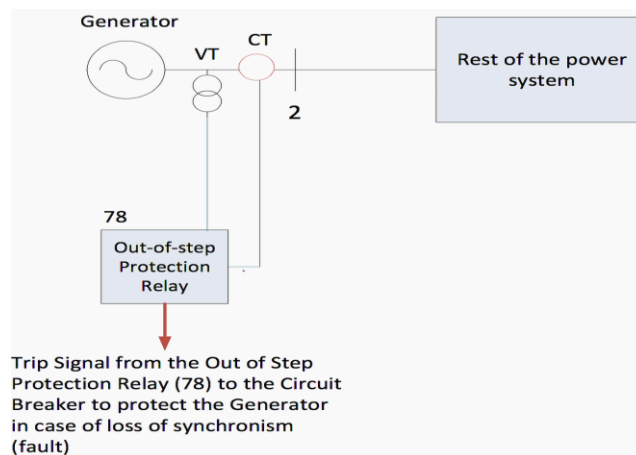 Generator
VT
CT
Rest of the power
system
2
78
Out-of-step
Protection
Relay
Trip Signal from the Out of Step
Protection Relay (78) to the Circuit
Breaker to protect the Generator
in case of loss of synchronism
(fault)